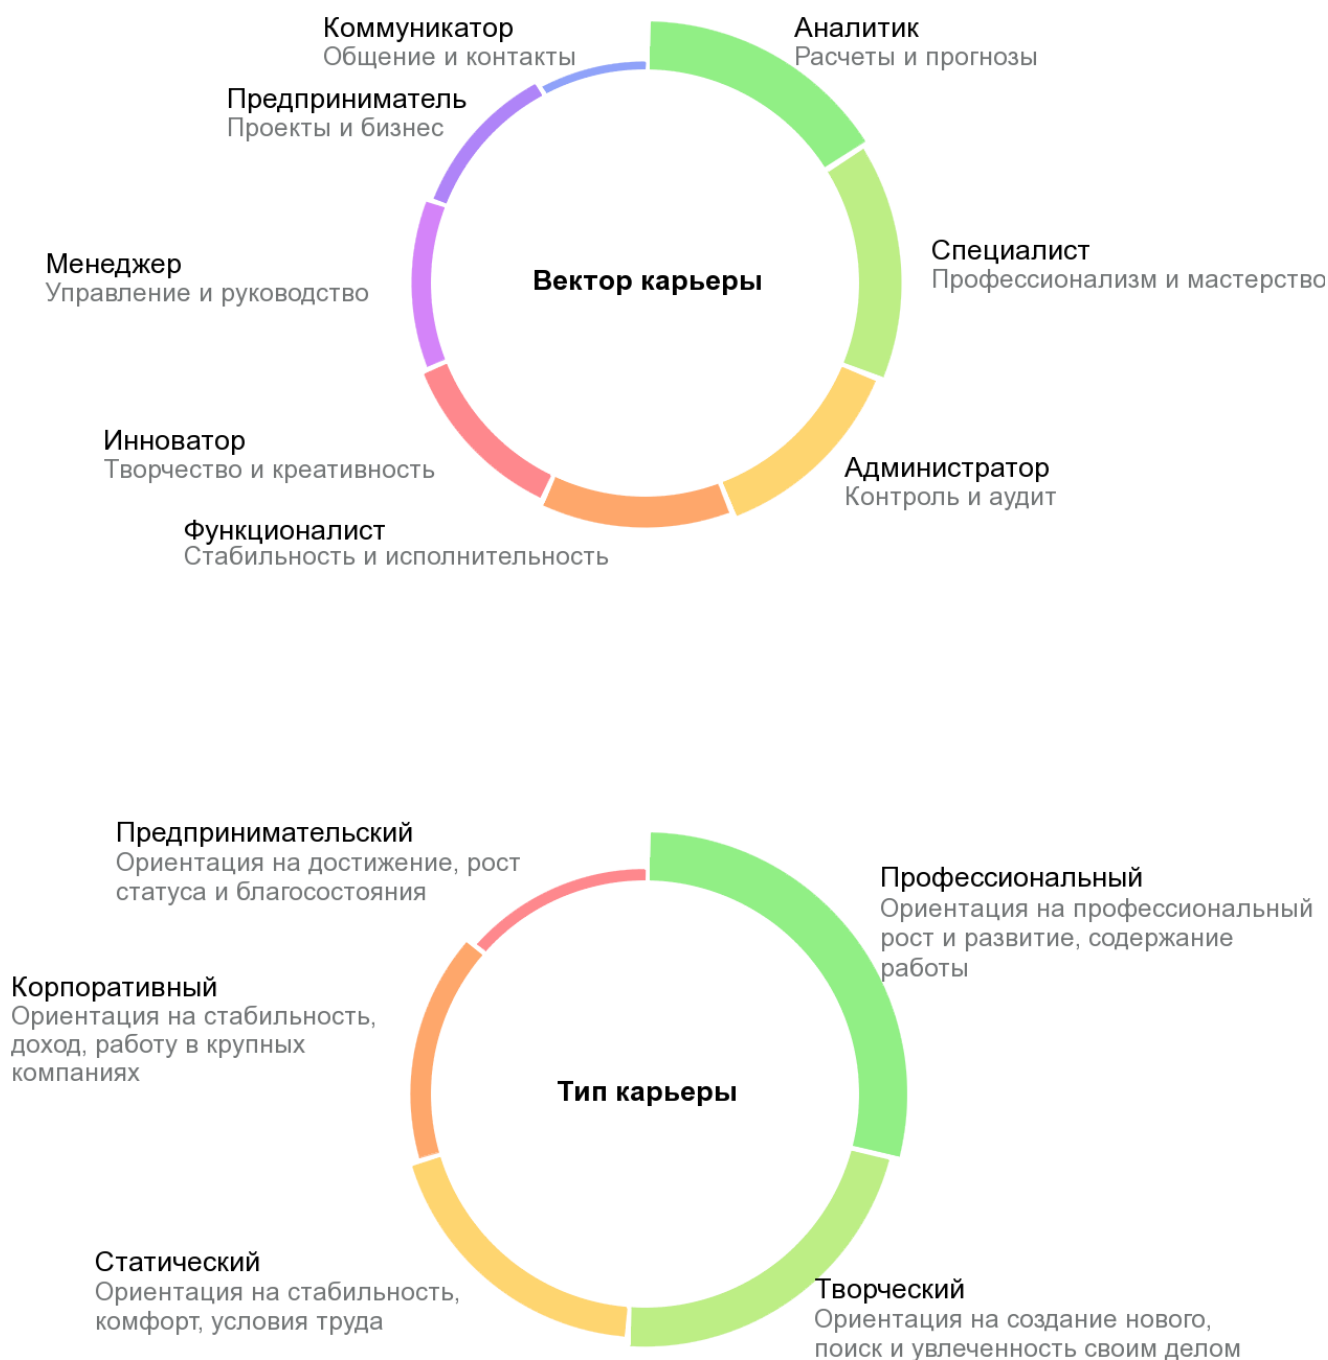 Коммуникатор
Общение и контакты
Аналитик
Расчеты и прогнозы
Предприниматель
Проекты и бизнес
Менеджер
Управление и руководство
Вектор карьеры
Специалист
Профессионализм и мастерство
Инноватор
Творчество и креативность
Администратор
Контроль и аудит
Функционалист
Стабильность и исполнительность
Предпринимательский
Ориентация на достижение, рост
статуса и благосостояния
Профессиональный
Ориентация на профессиональный
рост и развитие, содержание
работы
Корпоративный
Ориентация на стабильность,
доход, работу в крупных
компаниях
Тип карьеры
Статический
Ориентация на стабильность,
комфорт, условия труда
Творческий
Ориентация на создание нового,
поиск и увлеченность своим делом